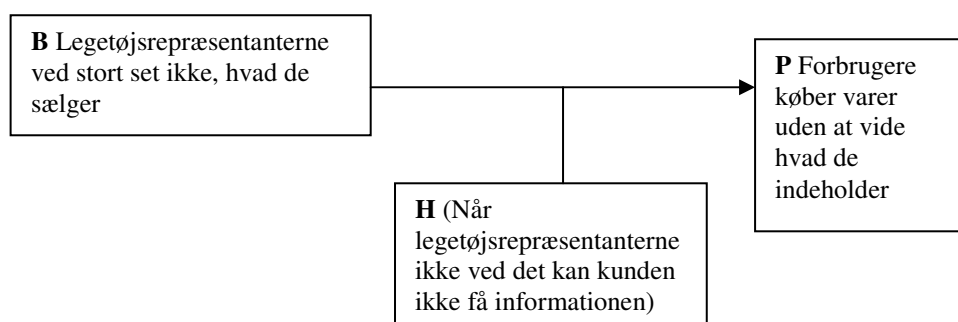 B Legetøjsrepræsentanterne
ved stort set ikke, hvad de
sælger
P Forbrugere
køber varer
uden at vide
hvad de
indeholder
H (Når
legetøjsrepræsentanterne
ikke ved det kan kunden
ikke få informationen)